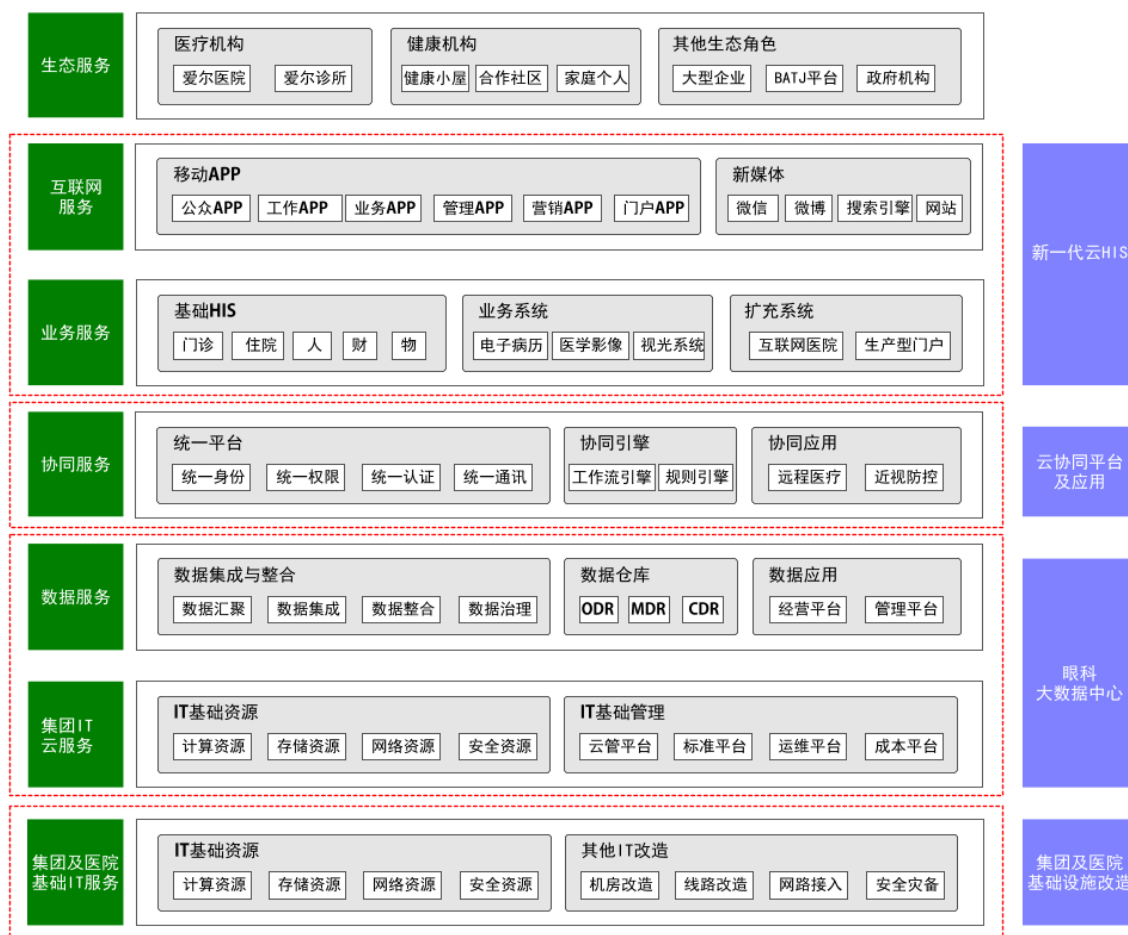 生态服务
医疗机构
爱尔医院 爱尔诊所
健康机构
健康小屋 合作社区 家庭个人
其他生态角色
大型企业 BATJ平台 政府机构
互联网
服务
移动APP
公众APP 工作APP 业务APP 管理APP 营销APP 门户APP
新媒体
微信 微博 搜索引擎 网站
新一代云HIS
业务服务
基础HIS
门诊 住院 人 财 物
业务系统
电子病历 医学影像 视光系统
扩充系统
互联网医院 生产型门户
协同服务
统一平台
统一身份 统一权限 统一认证 统一通讯
协同引擎
工作流引擎 规则引擎
协同应用
远程医疗 近视防控
云协同平台
及应用
数据服务
数据集成与整合
数据汇聚 数据集成 数据整合 数据治理
数据仓库
ODR MDR CDR
数据应用
经营平台 管理平台
眼科
大数据中心
集团IT
云服务
IT基础资源
计算资源 存储资源 网络资源 安全资源
IT基础管理
云管平台 标准平台 运维平台 成本平台
集团及医院
基础IT服务
IT基础资源
计算资源 存储资源 网络资源 安全资源
其他IT改造
机房改造 线路改造 网路接入 安全灾备
集团及医院
基础设施改造